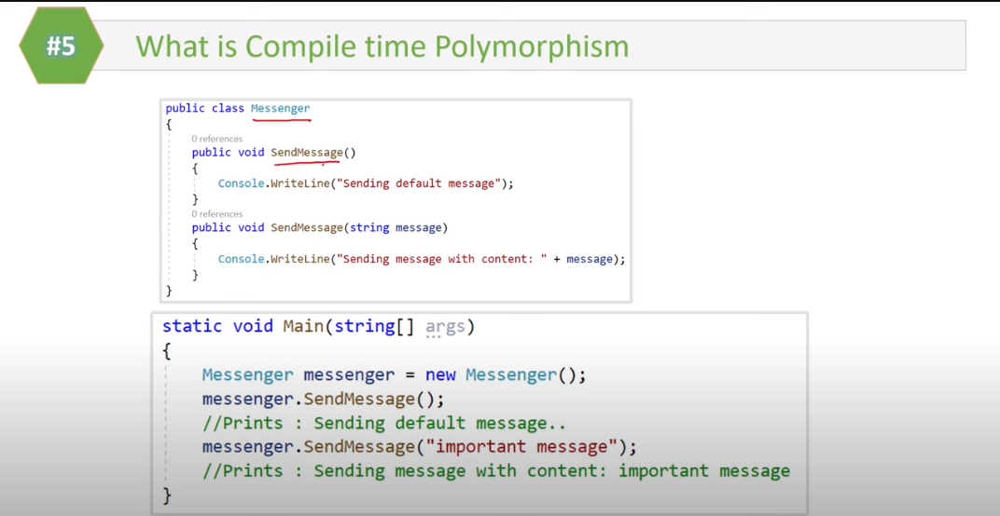 #5
What is Compile time Polymorphism
public class Messenger
{
0 references
public void SendMessage()
{
Console.WriteLine("Sending default message");
}
0 references
public void SendMessage(string message)
{
Console.WriteLine("Sending message with content: " + message);
}
}
static void Main(string[] args)
{
Messenger messenger = new Messenger();
messenger.SendMessage();
//Prints : Sending default message..
messenger.SendMessage("important message");
//Prints : Sending message with content: important message
}